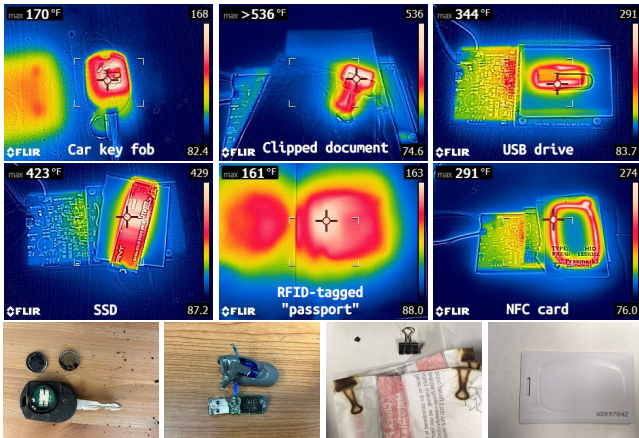 max 170 °F
168
FLIR
Car key fob
82.4
max >536 °F
536
FLIR
Clipped document
74.6
max 344 °F
291
FLIR
USB drive
83.7
max 423 °F
429
PNY
FLIR
SSD
87.2
max 161 °F
163
FLIR
RFID-tagged
"passport"
88.0
max 291 °F
274
FLIR
NFC card
76.0